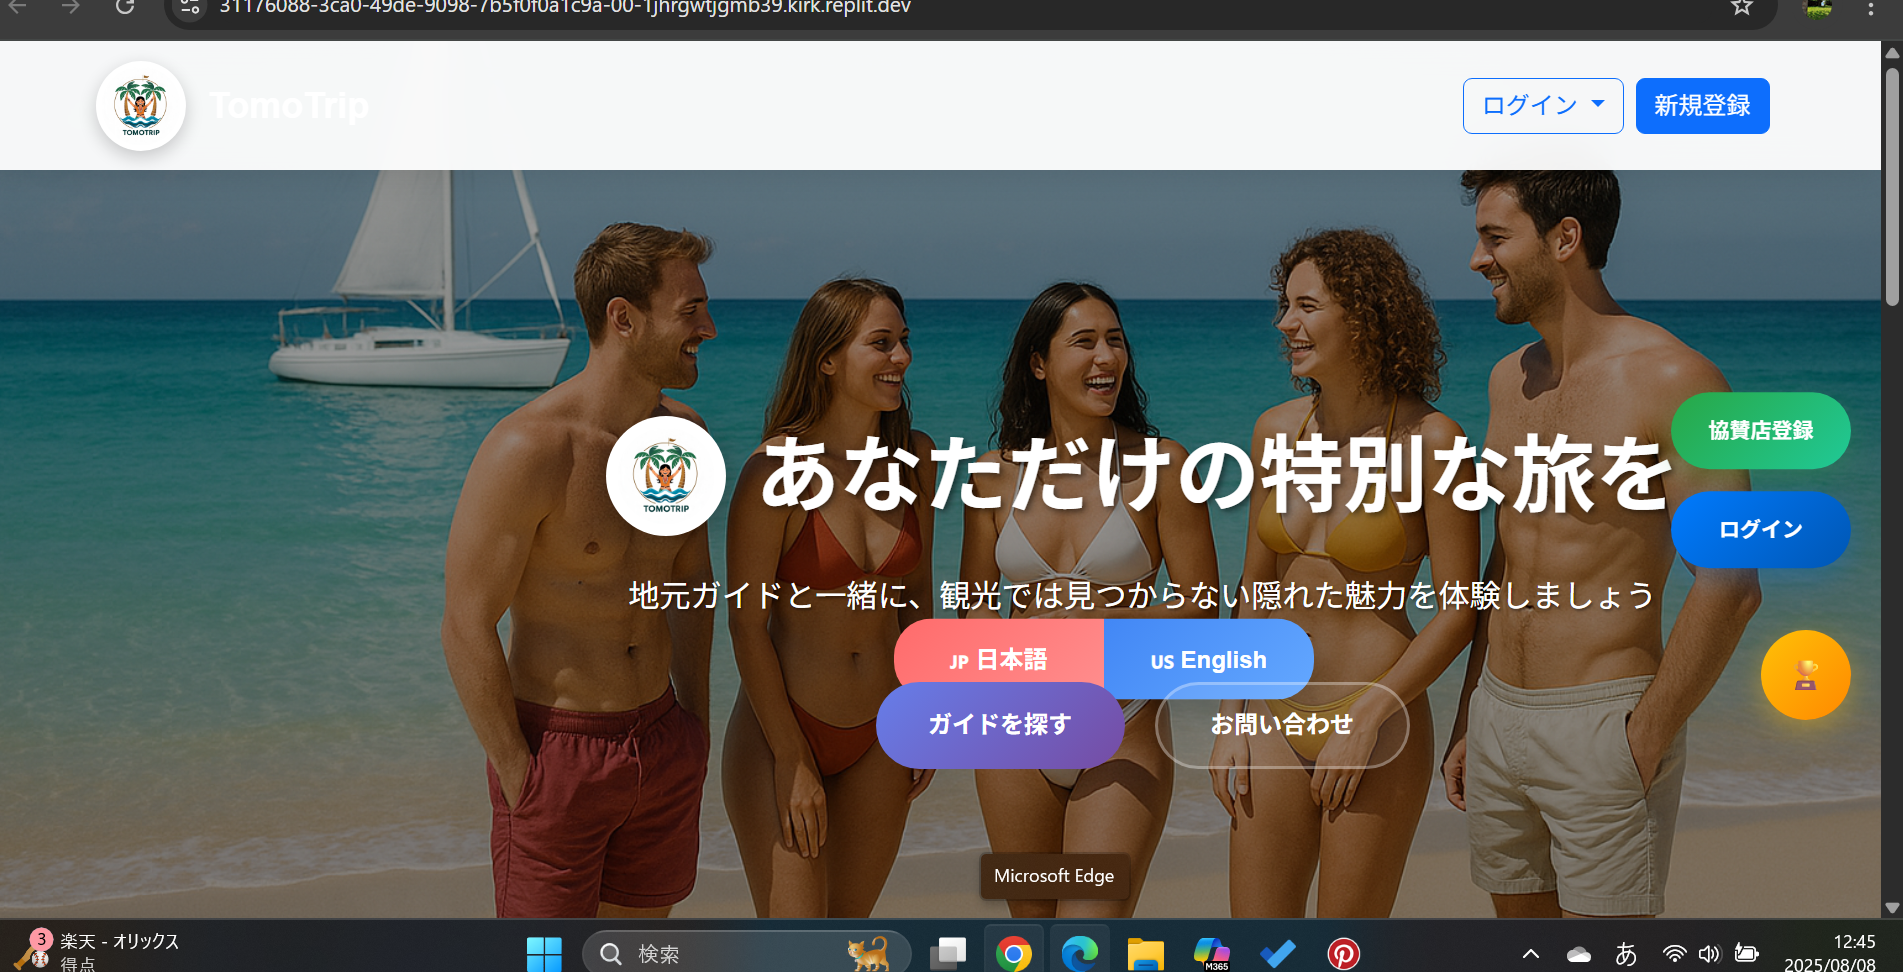 31176088-3ca0-49de-9098-7b5f0f0a1c9a-00-1jhrgwtjgmb39.kirk.replit.dev
TOMOTRIP
TomoTrip
ログイン
新規登録
協賛店登録
TOMOTRIP
あなただけの特別な旅を
ログイン
地元ガイドと一緒に、観光では見つからない隠れた魅力を体験しましょう
JP 日本語
US English
ガイドを探す
お問い合わせ
Microsoft Edge
3
楽天 - オリックス
得点
検索
M365
あ
12:45
2025/08/08